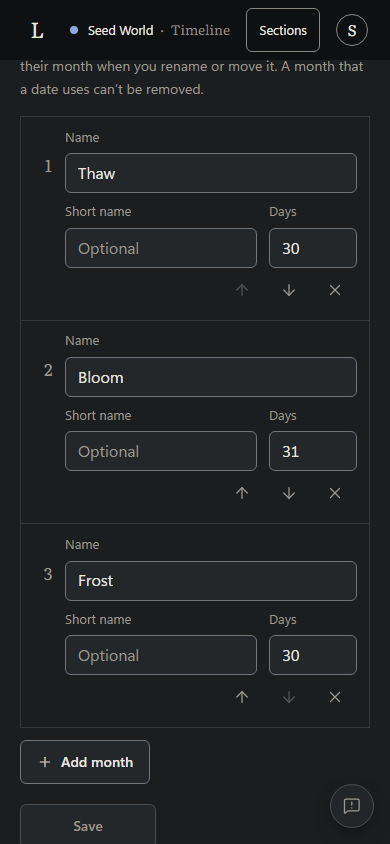 L
Seed World · Timeline
Sections
S
their month when you rename or move it. A month that
a date uses can't be removed.
Name
1
Thaw
Short name
Days
Optional
30
Name
2
Bloom
Short name
Days
Optional
31
Name
3
Frost
Short name
Days
Optional
30
Add month
Save